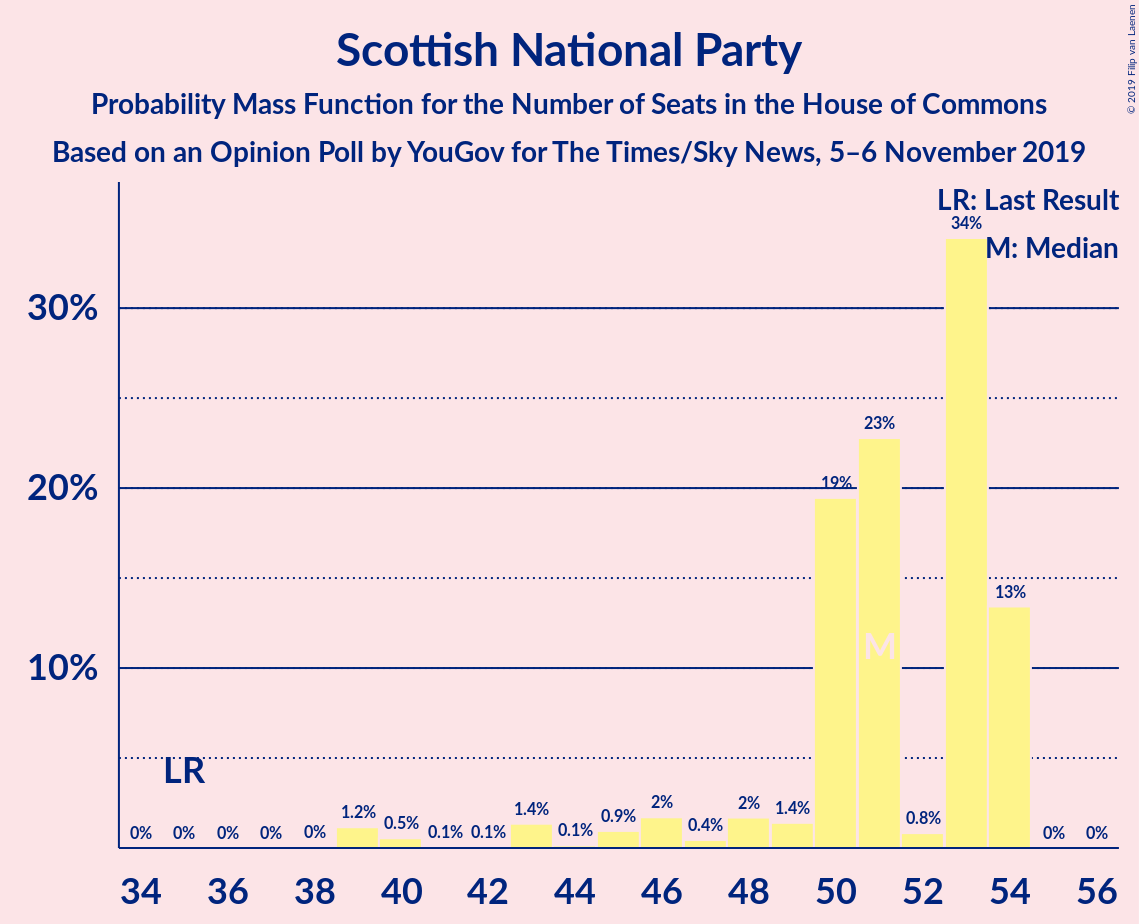 Scottish National Party
Probability Mass Function for the Number of Seats in the House of Commons
Based on an Opinion Poll by YouGov for The Times/Sky News, 5–6 November 2019
© 2019 Filip van Laenen
LR: Last Result
M: Median
34%
30%
23%
20%
19%
13%
10%
M
LR
0% 0% 0% 0% 0% 1.2% 0.5% 0.1% 0.1% 1.4% 0.1% 0.9% 2% 0.4% 2% 1.4% 0.8% 0% 0%
34 36 38 40 42 44 46 48 50 52 54 56